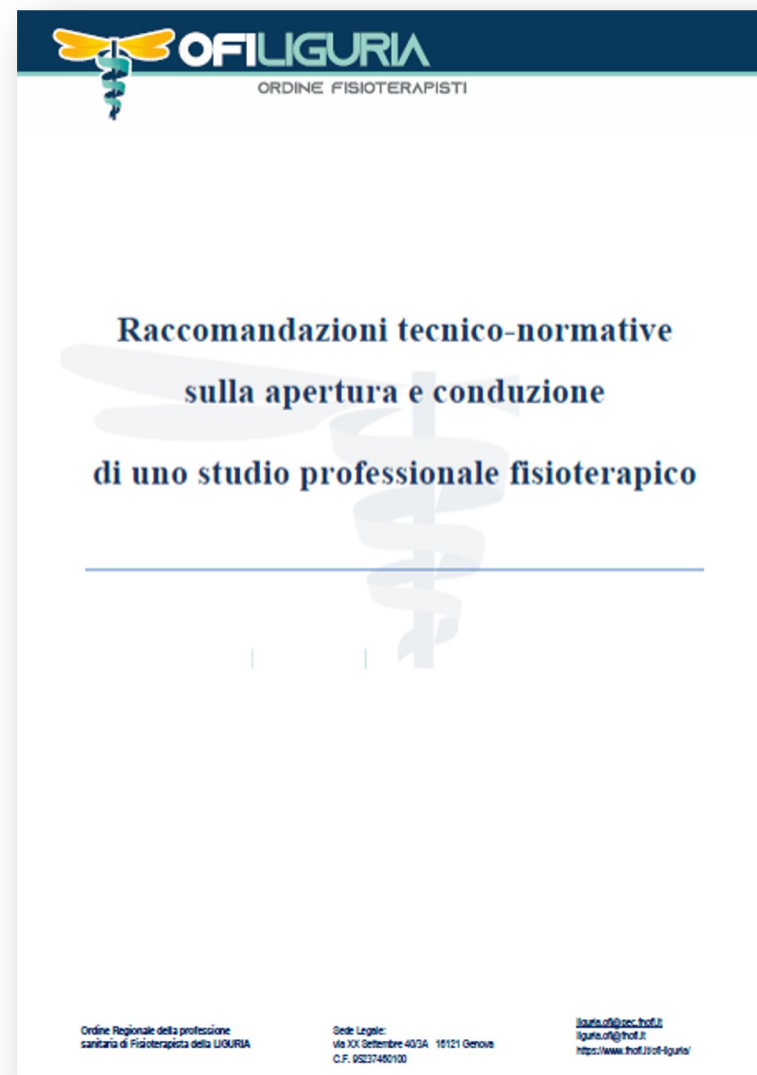 OFILIGURIA
ORDINE FISIOTERAPISTI
Raccomandazioni tecnico-normative
sulla apertura e conduzione
di uno studio professionale fisioterapico
Ordine Regionale della professione
sanitaria di Fisioterapista della LIGURIA
Sede Legale:
via XX Settembre 40/3A 16121 Genova
C.F. 95237460100
liguria.ofi@pec.fnofi.it
liguria.ofi@fnofi.it
https://www.fnofi.it/ofi-liguria/